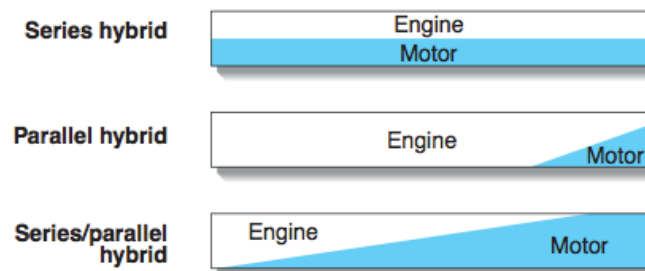 Series hybrid
Engine
Motor
Parallel hybrid
Engine
Motor
Series/parallel
hybrid
Engine
Motor